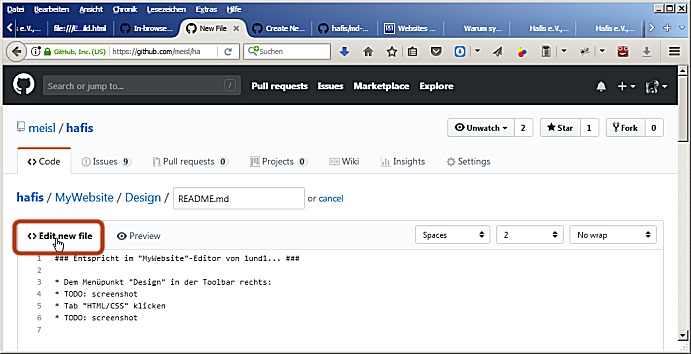 Datei Bearbeiten Ansicht Chronik Lesezeichen Extras Hilfe
s e.V.,... file:///E...ild.html In-browse... New File Create Ne... hafis/md-... Websites Warum sy... Hafis e.V.,... Hafis e.V.,...
GitHub, Inc. (US) https://github.com/meisl/ha Suchen
Search or jump to... / Pull requests Issues Marketplace Explore
meisl / hafis Unwatch 2 Star 1 Fork 0
Code Issues 9 Pull requests 0 Projects 0 Wiki Insights Settings
hafis / MyWebsite / Design / README.md or cancel
Edit new file Preview Spaces 2 No wrap
1 ### Entspricht im "MyWebsite"-Editor von 1und1... ###
2
3 * Dem Menüpunkt "Design" in der Toolbar rechts:
4 * TODO: screenshot
5 * Tab "HTML/CSS" klicken
6 * TODO: screenshot
7